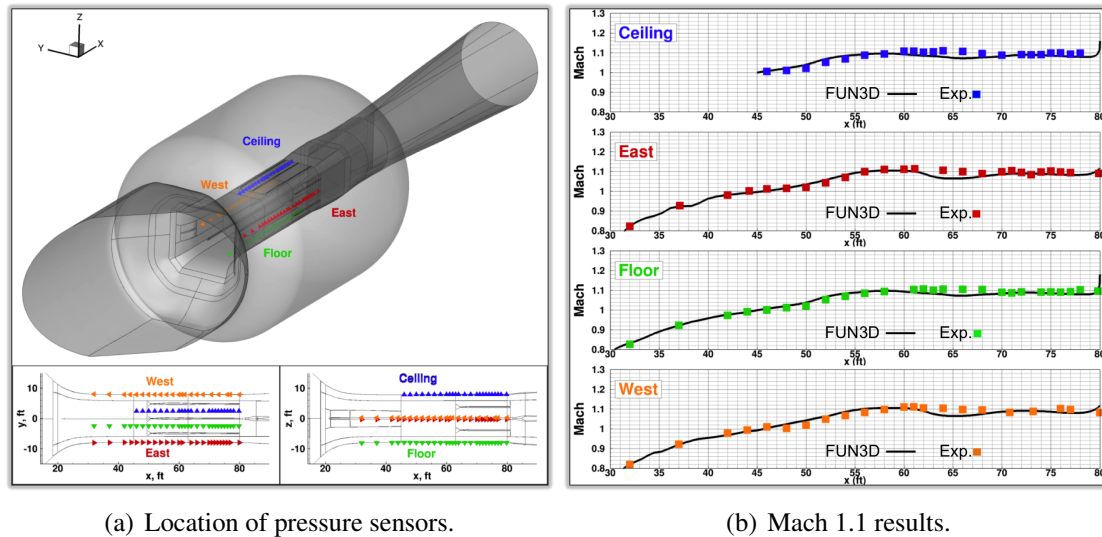 Z
Y
X
Ceiling
West
East
Floor
West
10
0
-10
y, ft
East
20 40 60 80
x, ft
Ceiling
10
0
-10
z, ft
Floor
20 40 60 80
x, ft
(a) Location of pressure sensors.
Ceiling
1.3
1.2
1.1
1
0.9
0.8
Mach
FUN3D Exp.
30 35 40 45 50 55 60 65 70 75 80
x (ft)
East
1.3
1.2
1.1
1
0.9
0.8
Mach
FUN3D Exp.
30 35 40 45 50 55 60 65 70 75 80
x (ft)
Floor
1.3
1.2
1.1
1
0.9
0.8
Mach
FUN3D Exp.
30 35 40 45 50 55 60 65 70 75 80
x (ft)
West
1.3
1.2
1.1
1
0.9
0.8
Mach
FUN3D Exp.
30 35 40 45 50 55 60 65 70 75 80
x (ft)
(b) Mach 1.1 results.